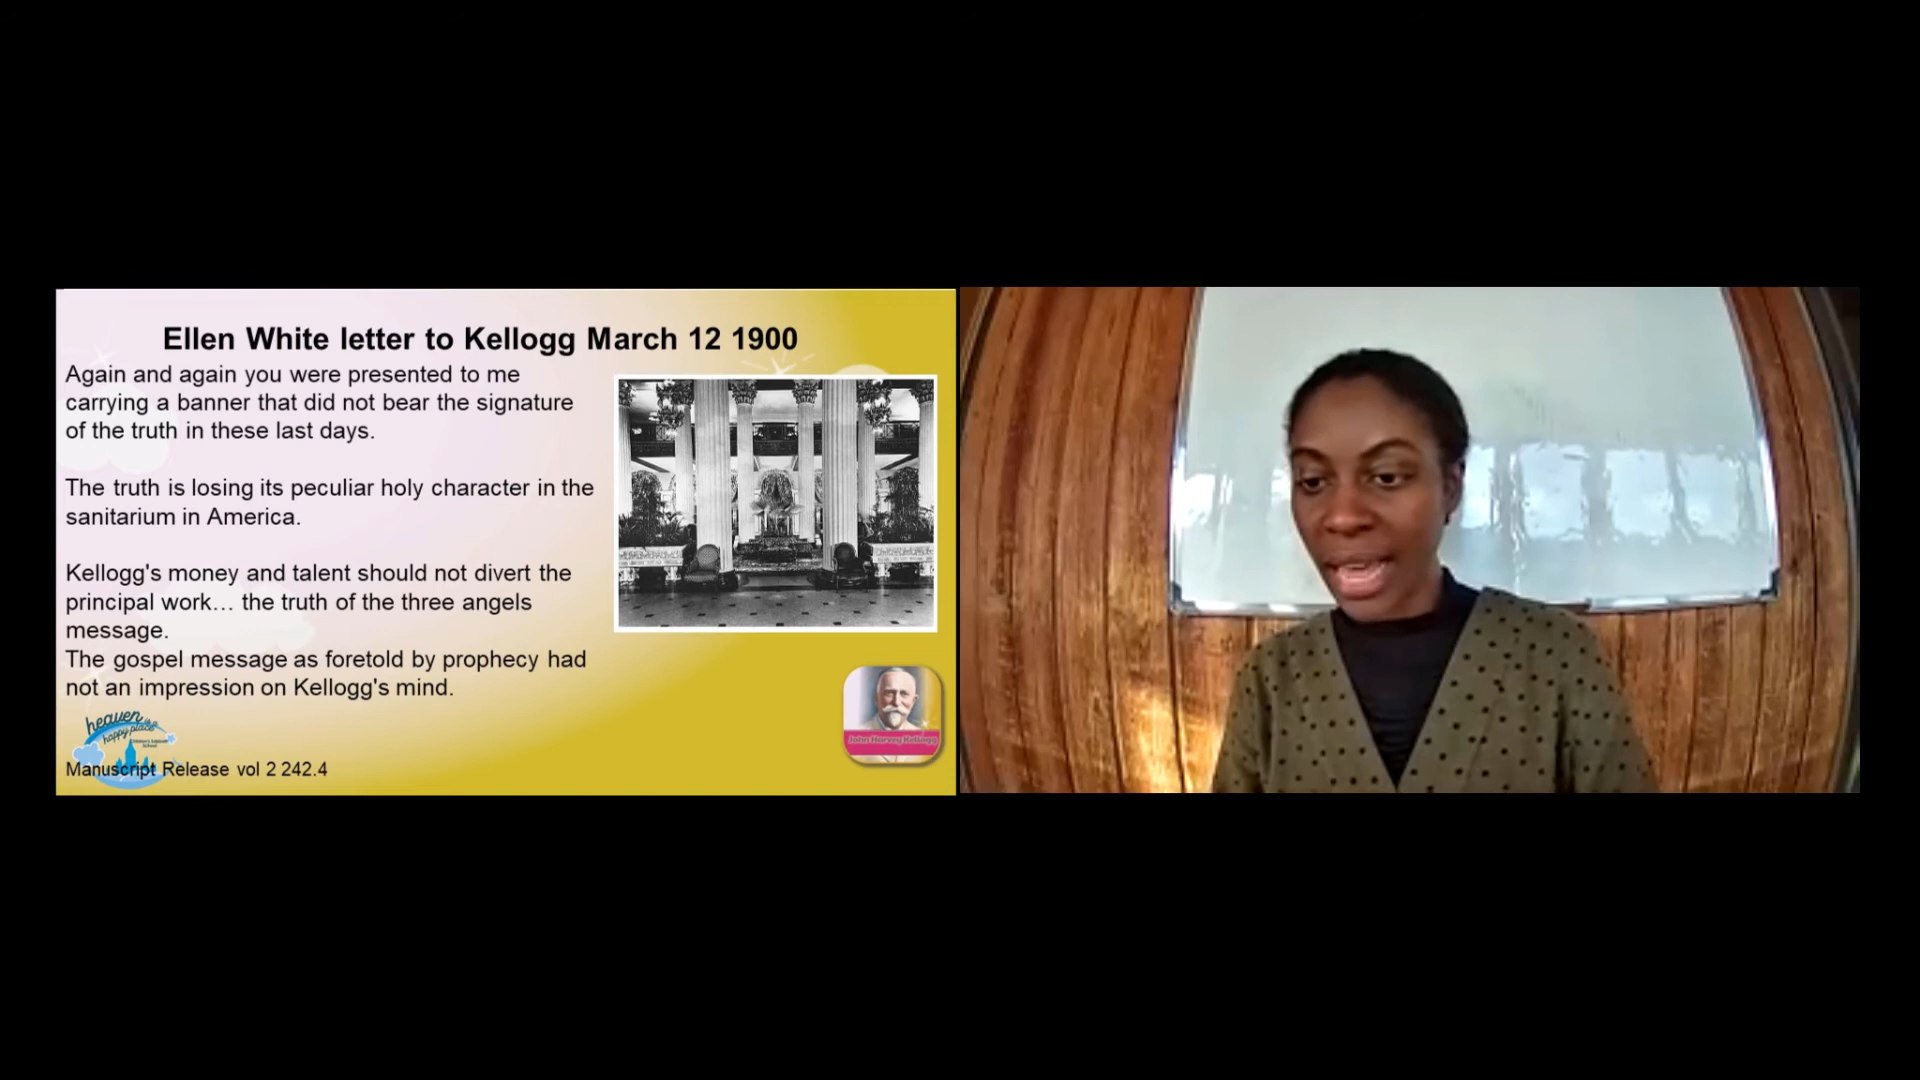 Ellen White letter to Kellogg March 12 1900
Again and again you were presented to me
carrying a banner that did not bear the signature
of the truth in these last days.
The truth is losing its peculiar holy character in the
sanitarium in America.
Kellogg's money and talent should not divert the
principal work… the truth of the three angels
message.
The gospel message as foretold by prophecy had
not an impression on Kellogg's mind.
John Harvey Kellogg
heaven is a
happy place
Children's Sabbath
School
Manuscript Release vol 2 242.4